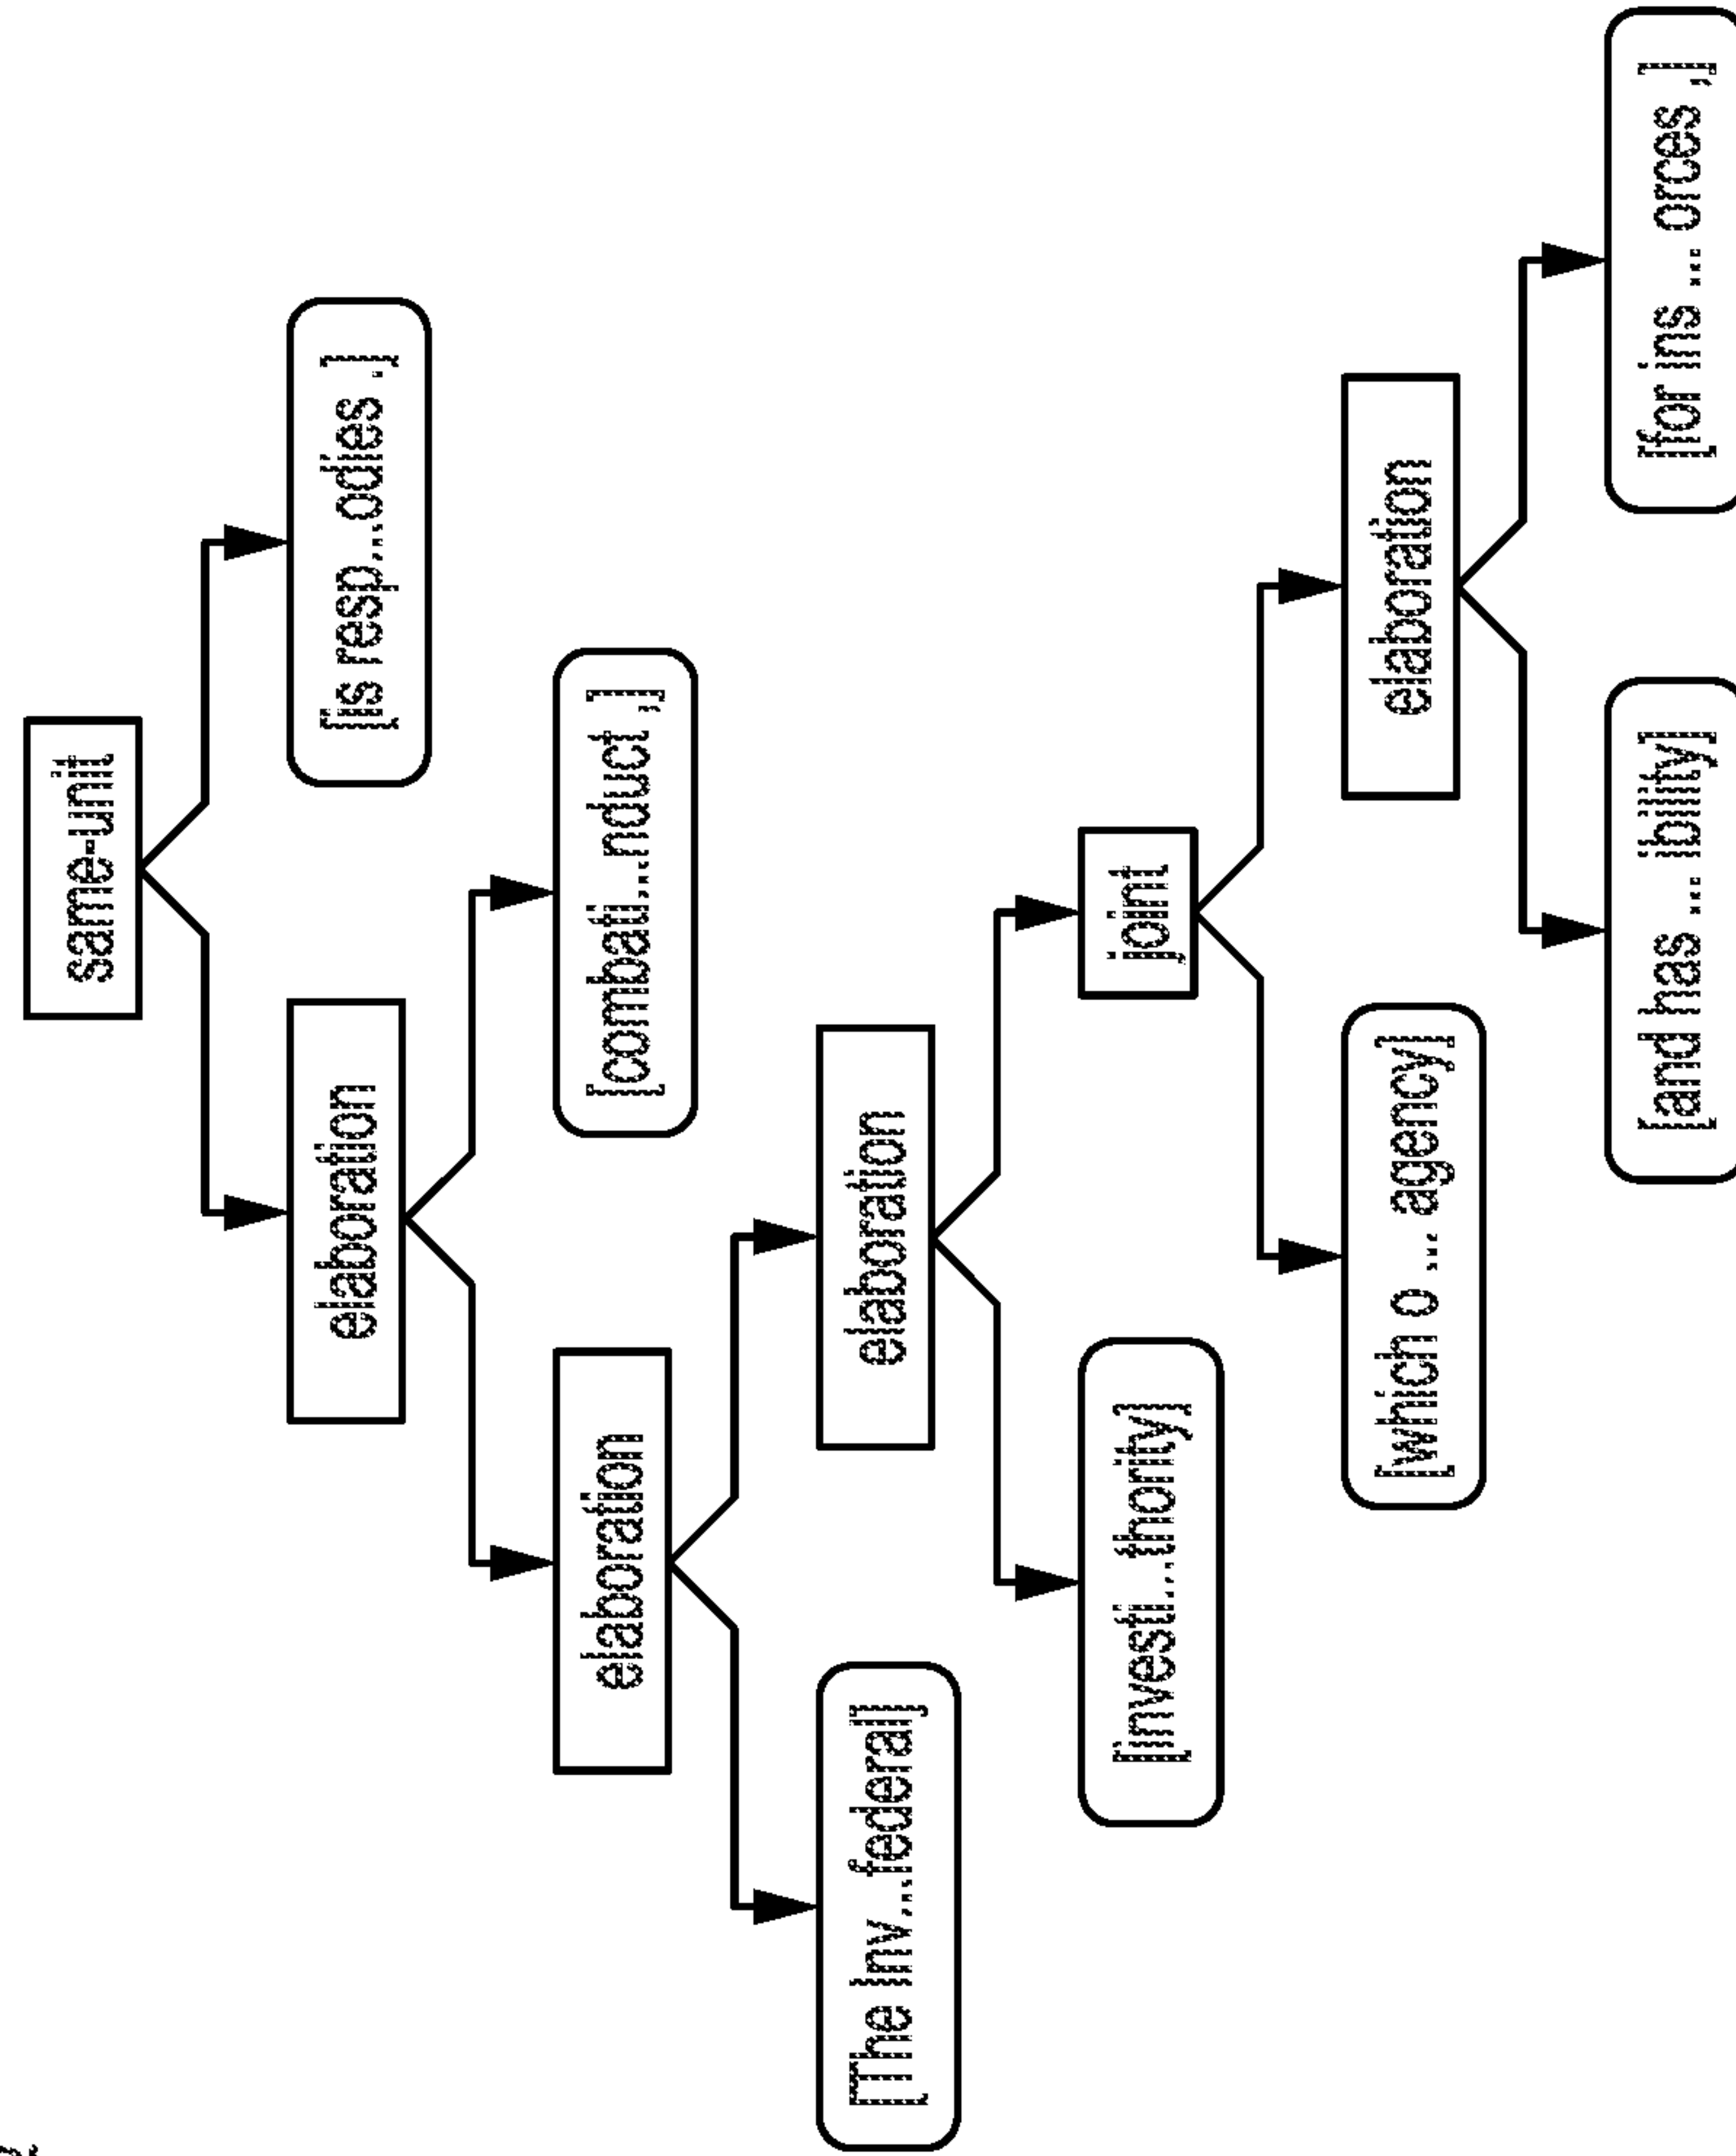 same-unit
elaboration
[is resp...odies .]
elaboration
[combati...nduct ,]
[The Inv...federal]
elaboration
[investi...thority]
joint
[which o ... agency]
elaboration
[and has ... ibility]
[for ins ... orces ,]